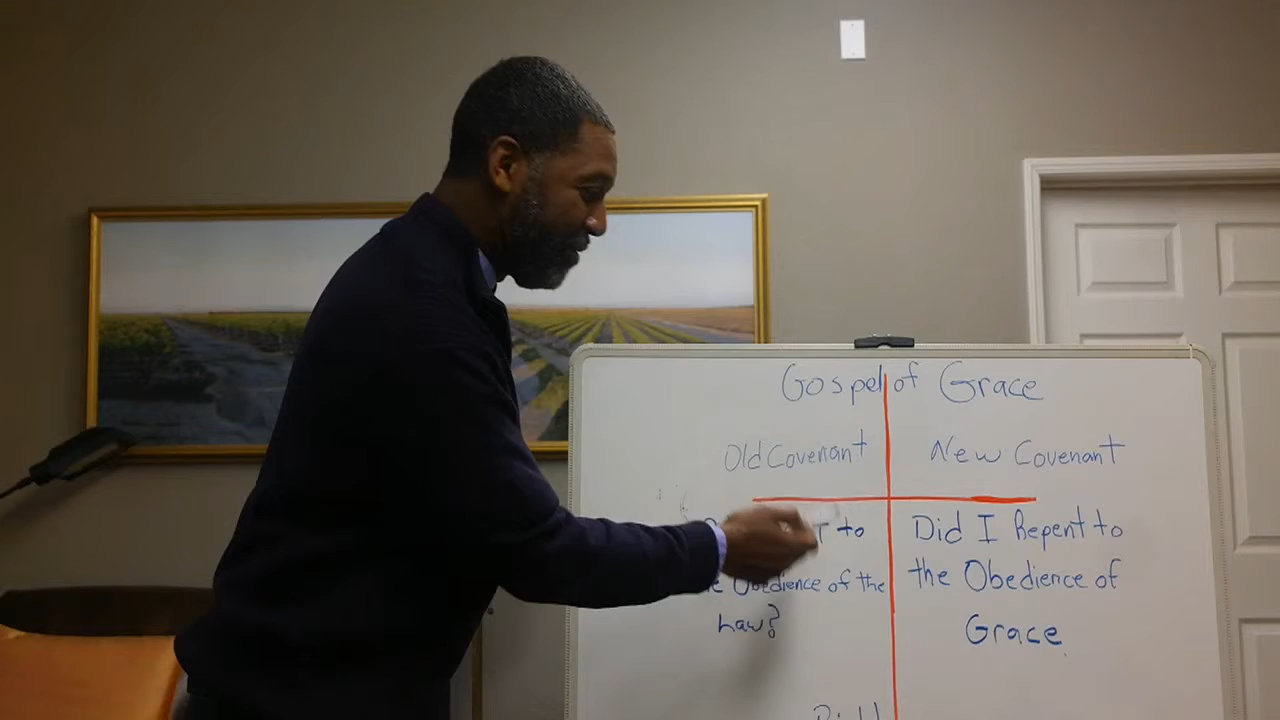 Gospel of Grace
Old Covenant
New Covenant
to
Obedience of the
Law?
Did I Repent to
the Obedience of
Grace